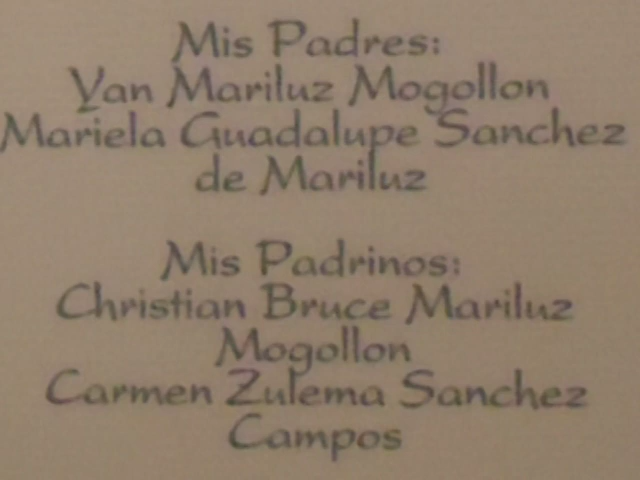 Mis Padres:
Yan Mariluz Mogollon
Mariela Guadalupe Sanchez
de Mariluz
Mis Padrinos:
Christian Bruce Mariluz
Mogollon
Carmen Zulema Sanchez
Campos